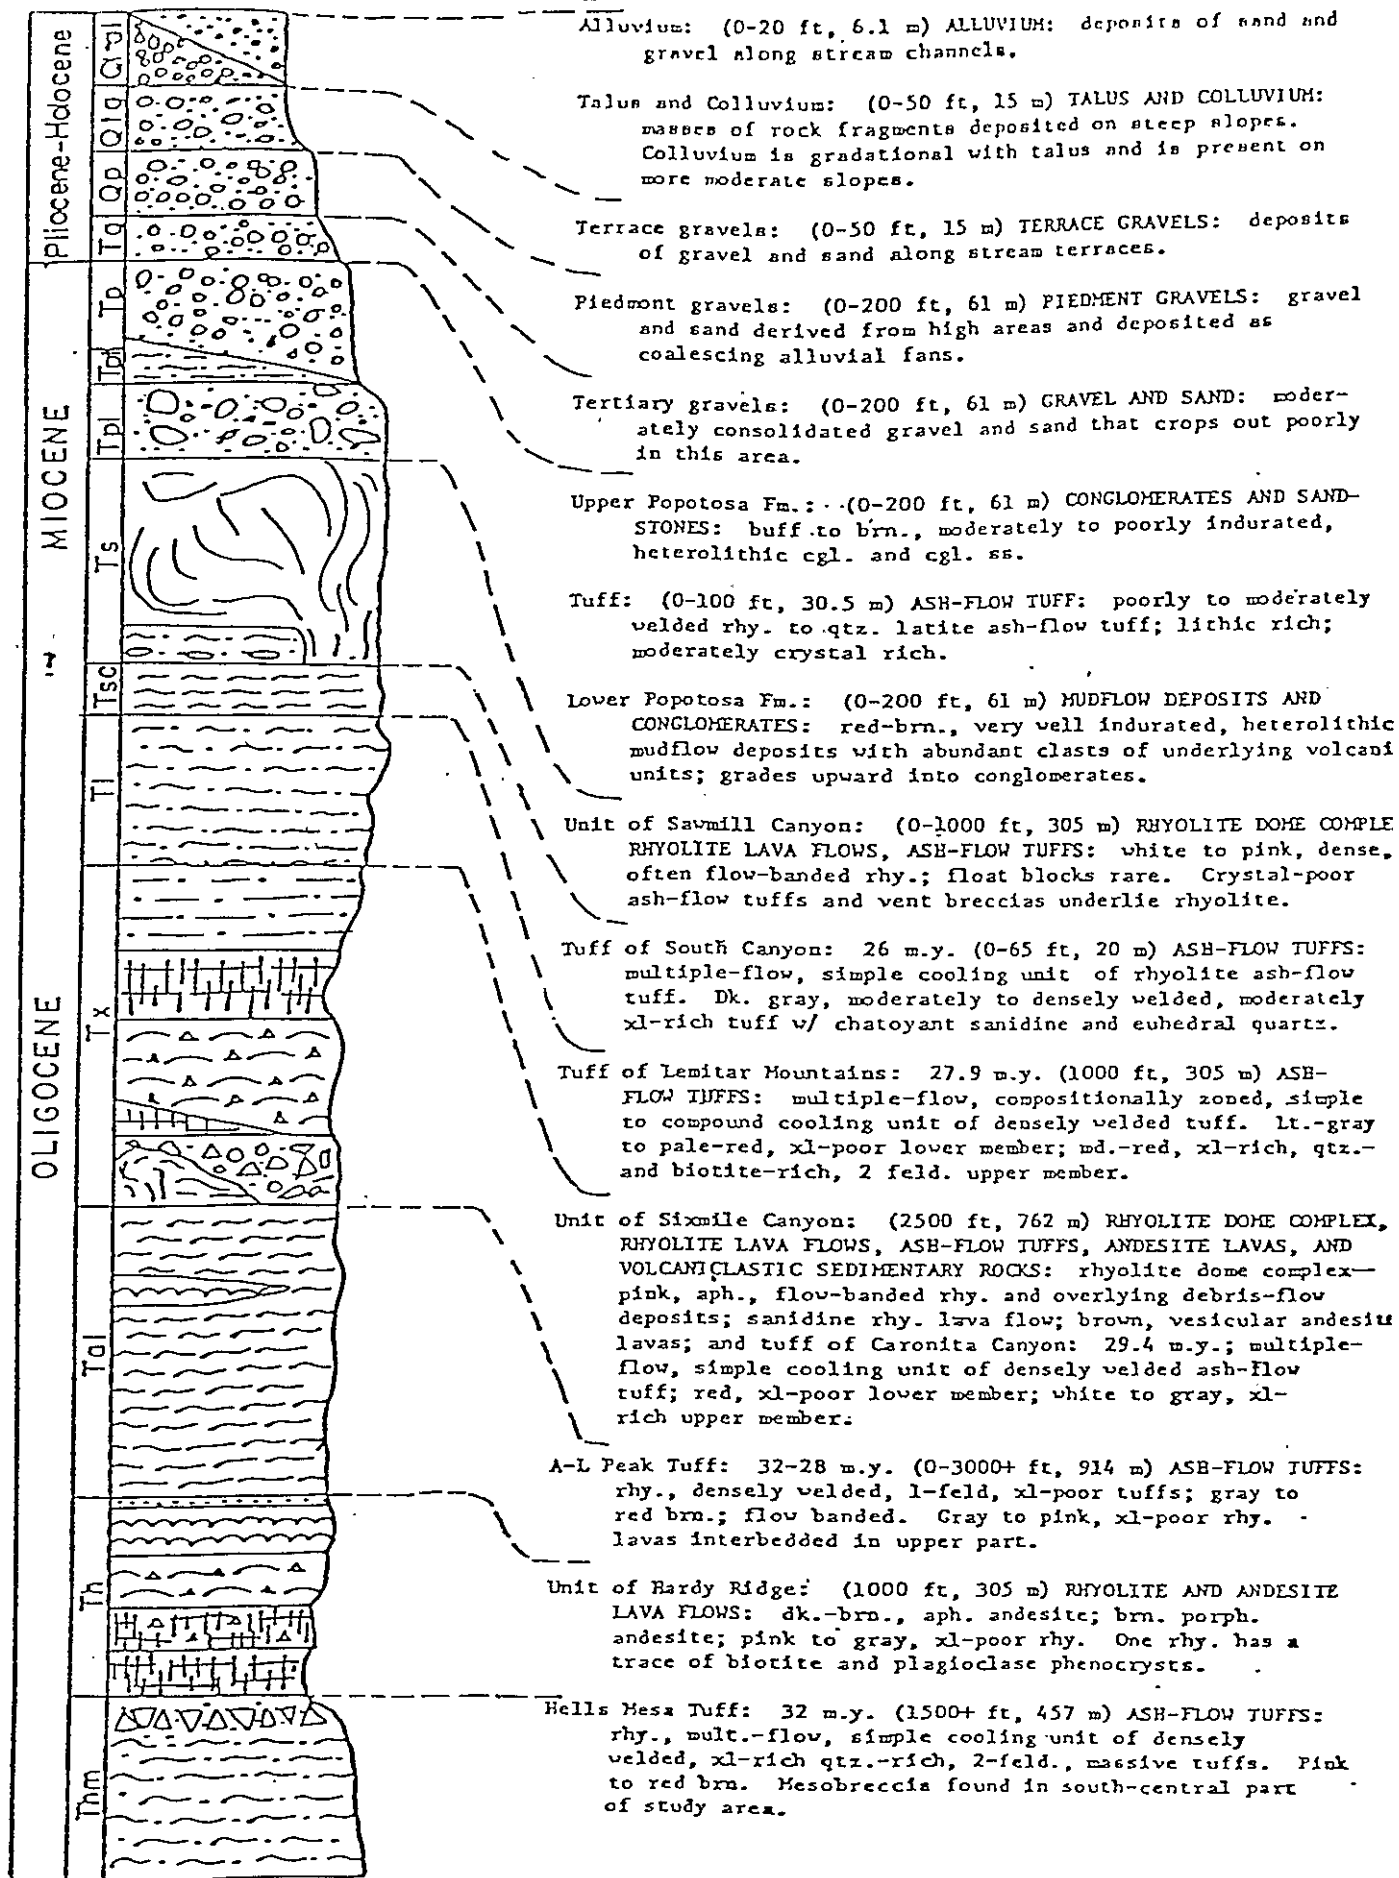 Pliocene-Holocene
MIOCENE
OLIGOCENE
Qal
Qtg
Qp
Tg
Tp
Tpt
Tpl
Ts
Tsc
Tl
Tx
Tal
Th
Thm
Alluvium: (0-20 ft, 6.1 m) ALLUVIUM: deposits of sand and
gravel along stream channels.
Talus and Colluvium: (0-50 ft, 15 m) TALUS AND COLLUVIUM:
masses of rock fragments deposited on steep slopes.
Colluvium is gradational with talus and is present on
more moderate slopes.
Terrace gravels: (0-50 ft, 15 m) TERRACE GRAVELS: deposits
of gravel and sand along stream terraces.
Piedmont gravels: (0-200 ft, 61 m) PIEDMENT GRAVELS: gravel
and sand derived from high areas and deposited as
coalescing alluvial fans.
Tertiary gravels: (0-200 ft, 61 m) GRAVEL AND SAND: moder-
ately consolidated gravel and sand that crops out poorly
in this area.
Upper Popotosa Fm.: (0-200 ft, 61 m) CONGLOMERATES AND SAND-
STONES: buff to brn., moderately to poorly indurated,
heterolithic cgl. and cgl. ss.
Tuff: (0-100 ft, 30.5 m) ASH-FLOW TUFF: poorly to moderately
welded rhy. to qtz. latite ash-flow tuff; lithic rich;
moderately crystal rich.
Lower Popotosa Fm.: (0-200 ft, 61 m) MUDFLOW DEPOSITS AND
CONGLOMERATES: red-brn., very well indurated, heterolithic
mudflow deposits with abundant clasts of underlying volcani
units; grades upward into conglomerates.
Unit of Sawmill Canyon: (0-1000 ft, 305 m) RHYOLITE DOME COMPLE
RHYOLITE LAVA FLOWS, ASH-FLOW TUFFS: white to pink, dense,
often flow-banded rhy.; float blocks rare. Crystal-poor
ash-flow tuffs and vent breccias underlie rhyolite.
Tuff of South Canyon: 26 m.y. (0-65 ft, 20 m) ASH-FLOW TUFFS:
multiple-flow, simple cooling unit of rhyolite ash-flow
tuff. Dk. gray, moderately to densely welded, moderately
xl-rich tuff w/ chatoyant sanidine and euhedral quartz.
Tuff of Lemitar Mountains: 27.9 m.y. (1000 ft, 305 m) ASH-
FLOW TUFFS: multiple-flow, compositionally zoned, simple
to compound cooling unit of densely welded tuff. Lt.-gray
to pale-red, xl-poor lower member; md.-red, xl-rich, qtz.-
and biotite-rich, 2 feld. upper member.
Unit of Sixmile Canyon: (2500 ft, 762 m) RHYOLITE DOME COMPLEX,
RHYOLITE LAVA FLOWS, ASH-FLOW TUFFS, ANDESITE LAVAS, AND
VOLCANICLASTIC SEDIMENTARY ROCKS: rhyolite dome complex—
pink, aph., flow-banded rhy. and overlying debris-flow
deposits; sanidine rhy. lava flow; brown, vesicular andesite
lavas; and tuff of Caronita Canyon: 29.4 m.y.; multiple-
flow, simple cooling unit of densely welded ash-flow
tuff; red, xl-poor lower member; white to gray, xl-
rich upper member.
A-L Peak Tuff: 32-28 m.y. (0-3000+ ft, 914 m) ASH-FLOW TUFFS:
rhy., densely welded, 1-feld, xl-poor tuffs; gray to
red brn.; flow banded. Gray to pink, xl-poor rhy.
lavas interbedded in upper part.
Unit of Hardy Ridge: (1000 ft, 305 m) RHYOLITE AND ANDESITE
LAVA FLOWS: dk.-brn., aph. andesite; brn. porph.
andesite; pink to gray, xl-poor rhy. One rhy. has a
trace of biotite and plagioclase phenocrysts.
Hells Mesa Tuff: 32 m.y. (1500+ ft, 457 m) ASH-FLOW TUFFS:
rhy., mult.-flow, simple cooling unit of densely
welded, xl-rich qtz.-rich, 2-feld., massive tuffs. Pink
to red brn. Mesobreccia found in south-central part
of study area.